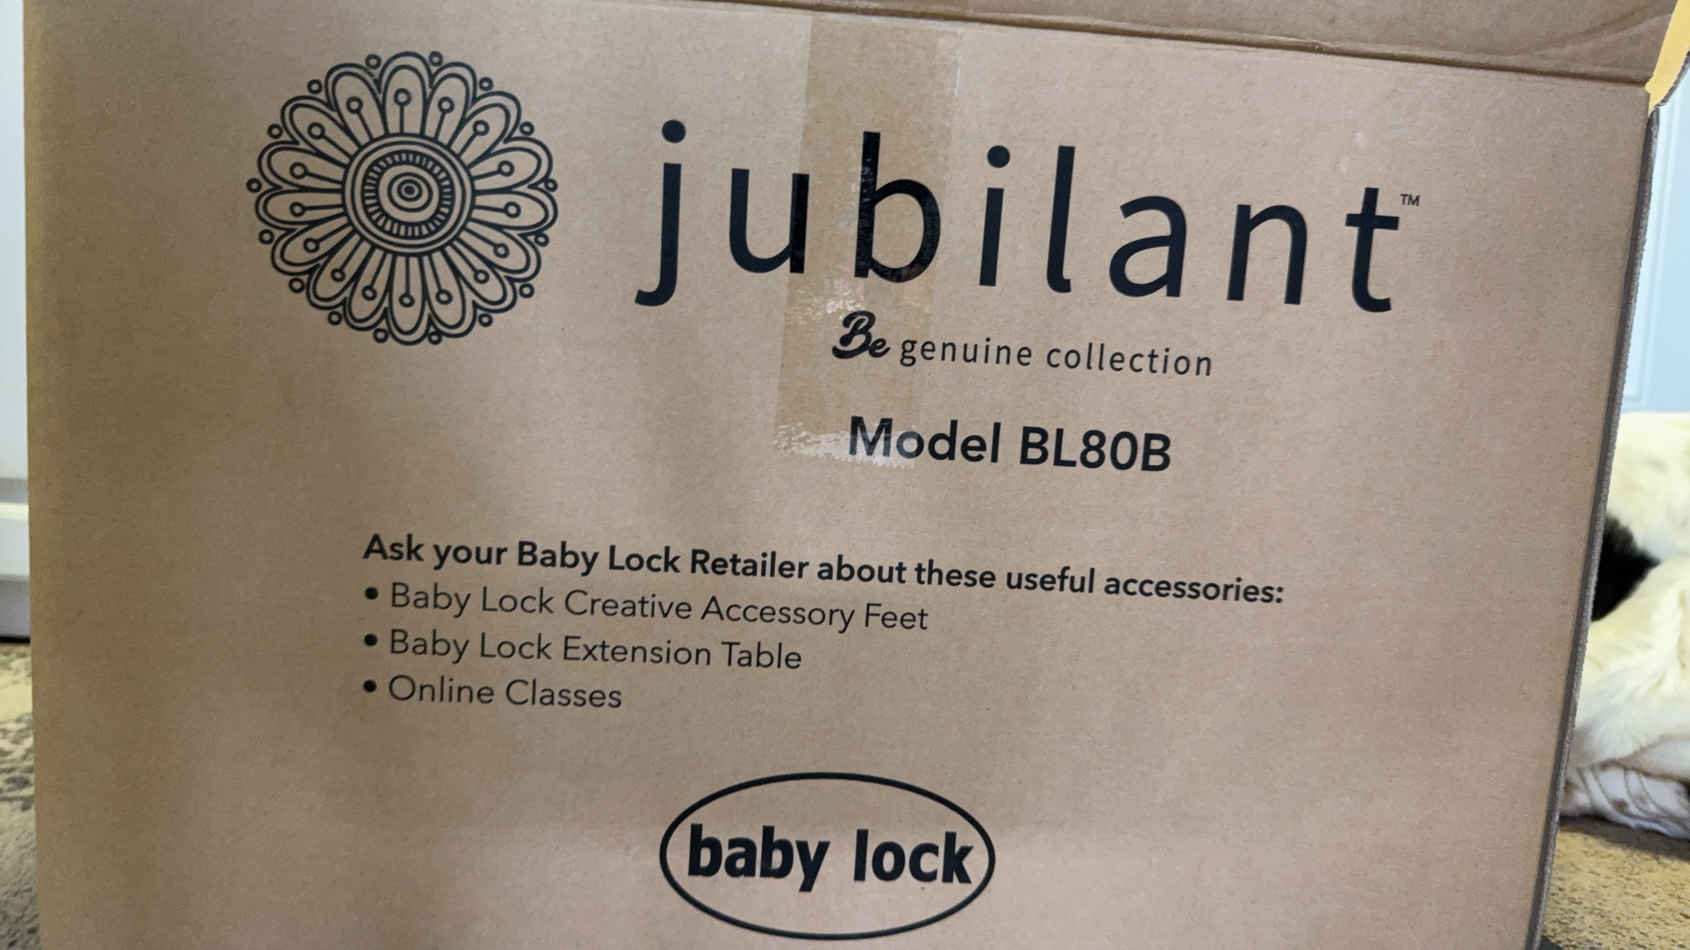 jubilant™
Be genuine collection
Model BL80B
Ask your Baby Lock Retailer about these useful accessories:
• Baby Lock Creative Accessory Feet
• Baby Lock Extension Table
• Online Classes
baby lock